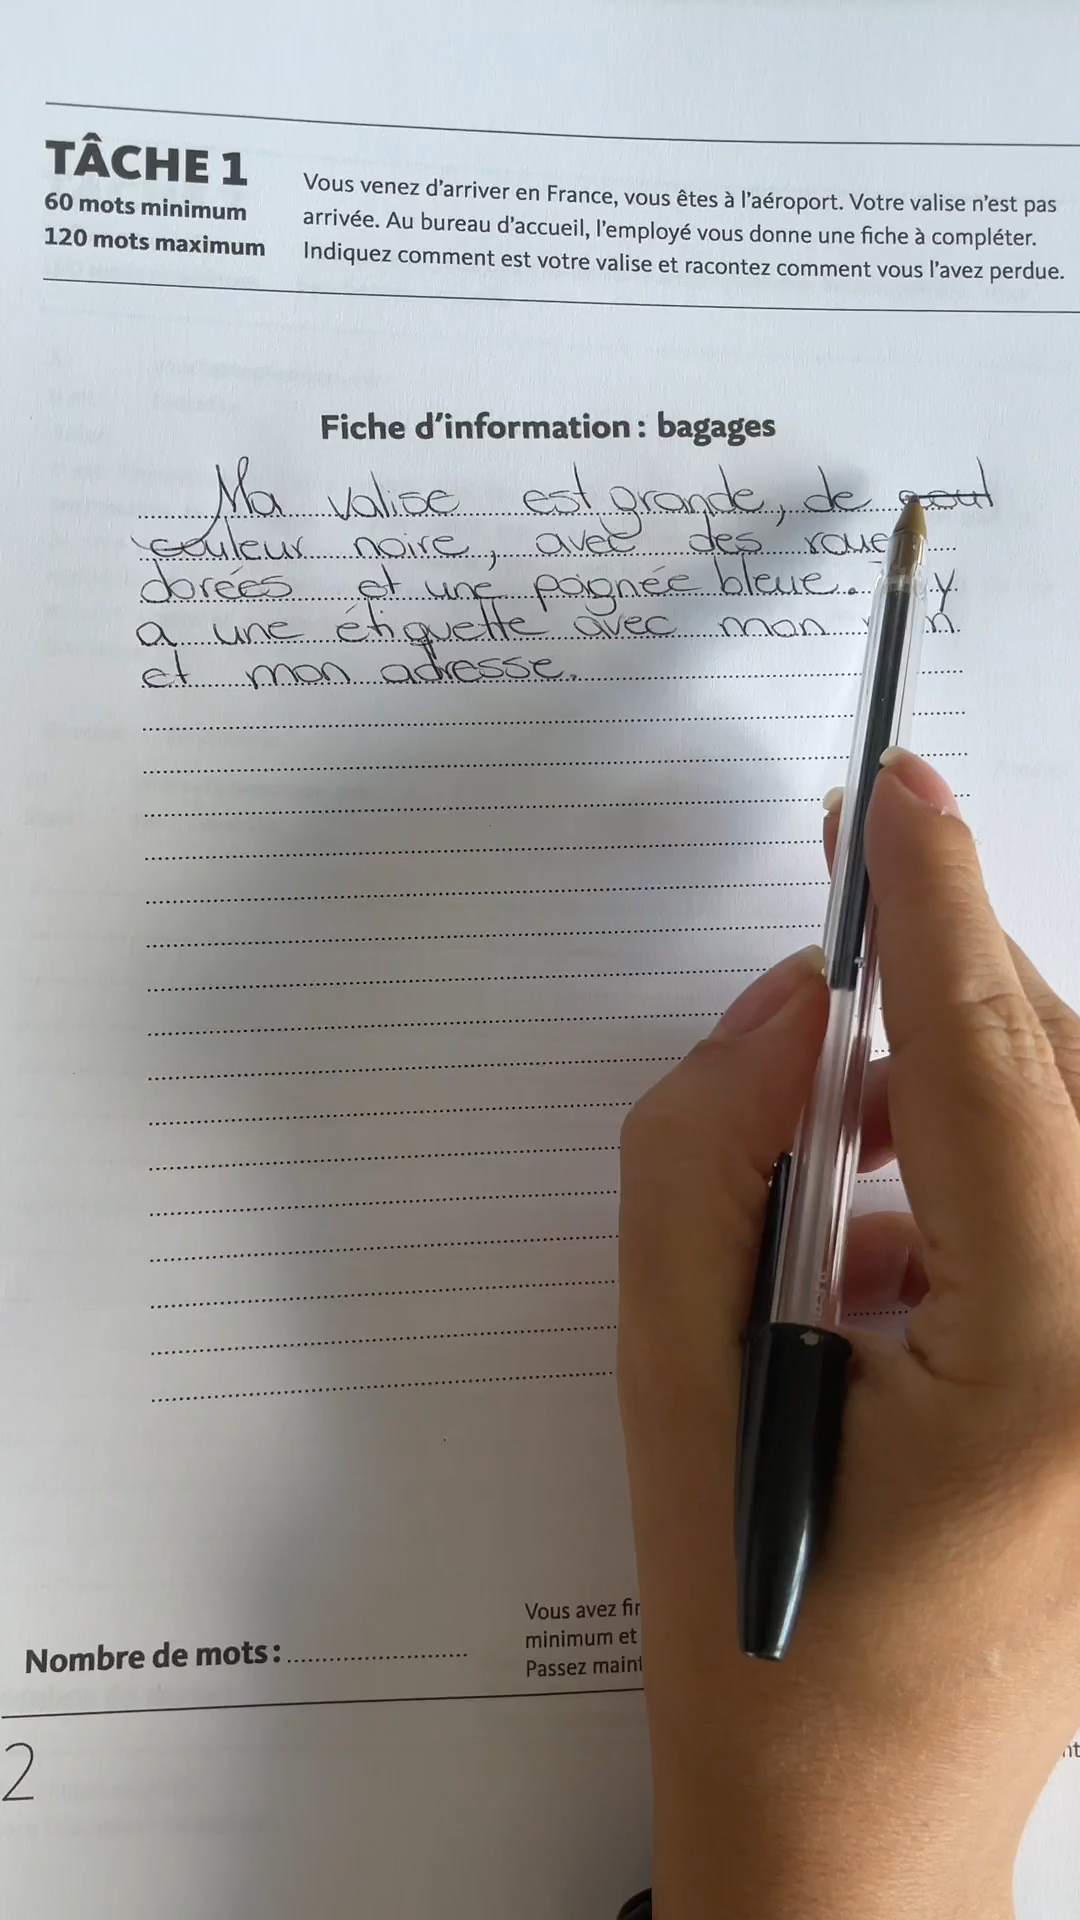 TÂCHE 1
60 mots minimum
120 mots maximum
Vous venez d'arriver en France, vous êtes à l'aéroport. Votre valise n'est pas
arrivée. Au bureau d'accueil, l'employé vous donne une fiche à compléter.
Indiquez comment est votre valise et racontez comment vous l'avez perdue.
Fiche d'information : bagages
Ma valise est grande, de
couleur noire, avec des roue
dorées et une poignée bleue. y
a une étiquette avec mon
et mon adresse.
Vous avez fin
minimum et
Passez maint
Nombre de mots :
2